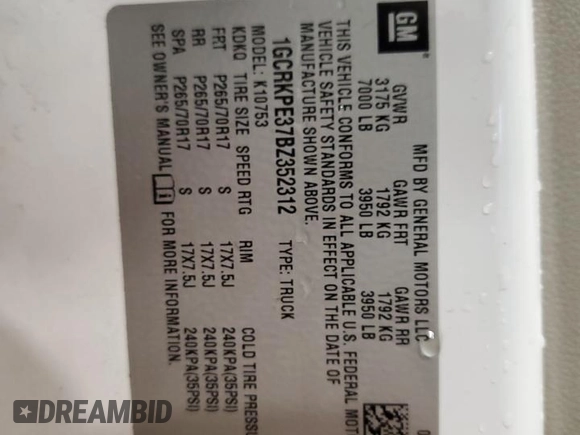 GM
MFD BY GENERAL MOTORS LLC
GVWR GAWR FRT GAWR RR
3175 KG 1792 KG 1792 KG
7000 LB 3950 LB 3950 LB
THIS VEHICLE CONFORMS TO ALL APPLICABLE U.S. FEDERAL MOT
VEHICLE SAFETY STANDARDS IN EFFECT ON THE DATE OF
MANUFACTURE SHOWN ABOVE.
1GCRKPE37BZ352312 TYPE: TRUCK
MODEL: K10753
KDKQ TIRE SIZE SPEED RTG RIM COLD TIRE PRESSU
FRT P265/70R17 S 17X7.5J 240KPA(35PSI)
RR P265/70R17 S 17X7.5J 240KPA(35PSI)
SPA P265/70R17 S 17X7.5J 240KPA(35PSI)
SEE OWNER'S MANUAL FOR MORE INFORMATION.
DREAMBID